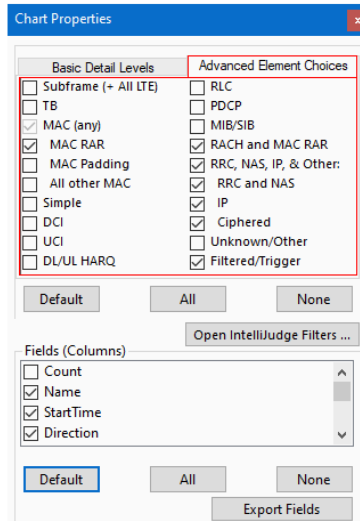 Chart Properties
x
Basic Detail Levels
Advanced Element Choices
Subframe (+ All LTE)
TB
MAC (any)
MAC RAR
MAC Padding
All other MAC
Simple
DCI
UCI
DL/UL HARQ
RLC
PDCP
MIB/SIB
RACH and MAC RAR
RRC, NAS, IP, & Other:
RRC and NAS
IP
Ciphered
Unknown/Other
Filtered/Trigger
Default
All
None
Open IntelliJudge Filters ...
Fields (Columns)
Count
Name
StartTime
Direction
Default
All
None
Export Fields